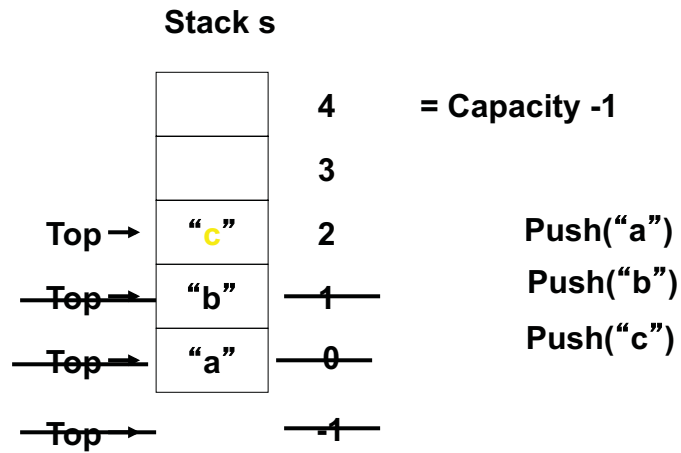 Stack s
4 = Capacity -1
3
Top → “c” 2 Push(“a”)
Top → “b” 1 Push(“b”)
Top → “a” 0 Push(“c”)
Top → -1